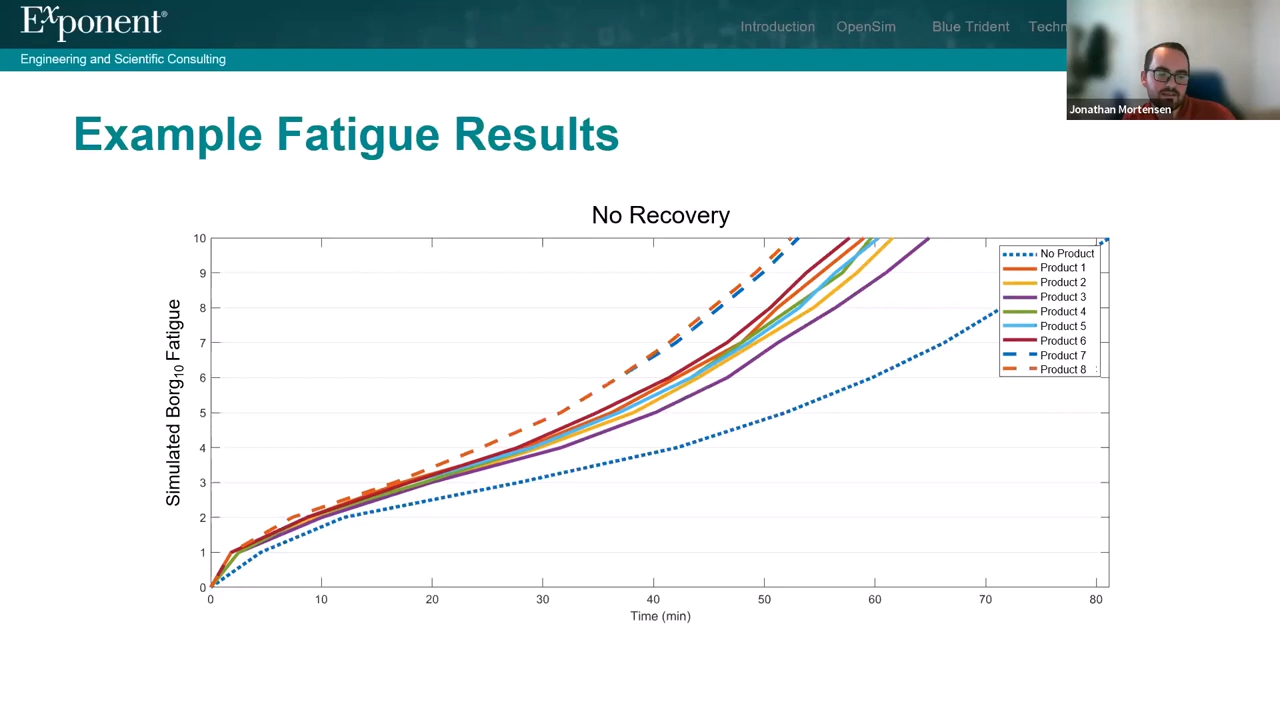 Exponent®
Introduction OpenSim Blue Trident Techn
Engineering and Scientific Consulting
Jonathan Mortensen
Example Fatigue Results
No Recovery
Simulated Borg10 Fatigue
10
9
8
7
6
5
4
3
2
1
0
No Product
Product 1
Product 2
Product 3
Product 4
Product 5
Product 6
Product 7
Product 8
0 10 20 30 40 50 60 70 80
Time (min)